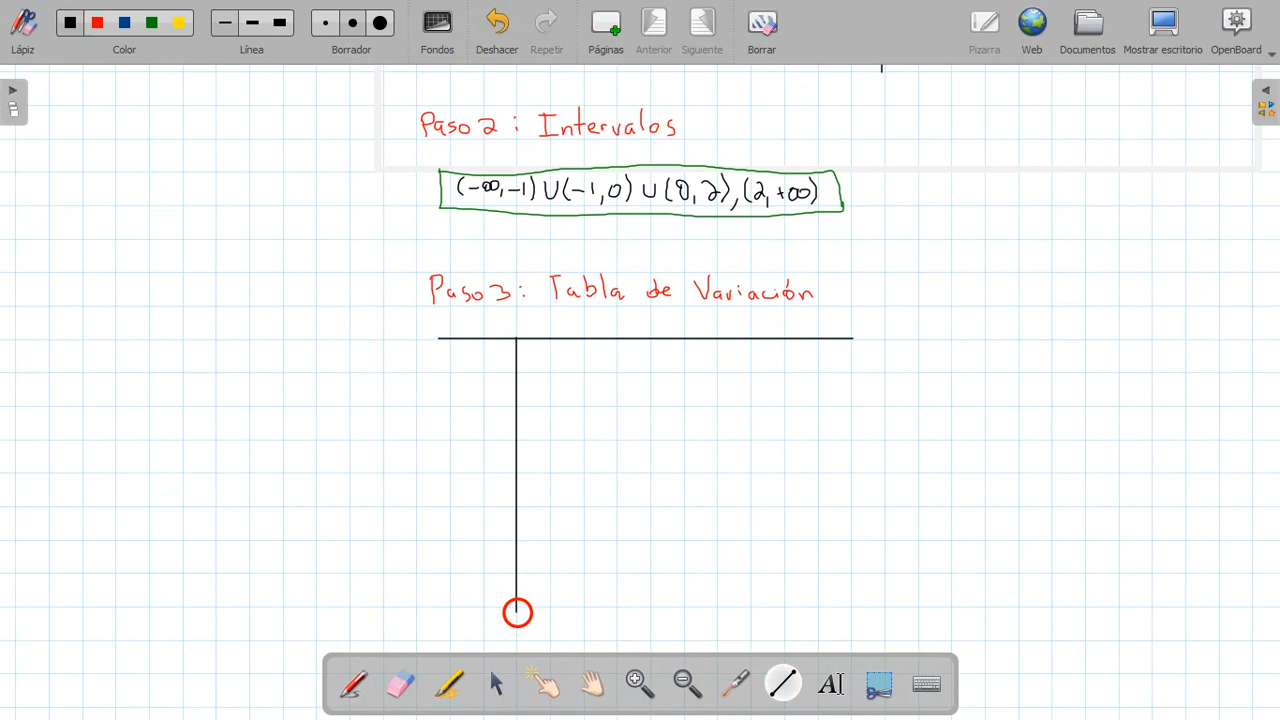 Lápiz Color Línea Borrador Fondos Deshacer Repetir Páginas Anterior Siguiente Borrar Pizarra Web Documentos Mostrar escritorio OpenBoard
Paso 2 : Intervalos
(-∞,-1) ∪ (-1,0) ∪ (0,2), (2,+∞)
Paso 3: Tabla de Variación